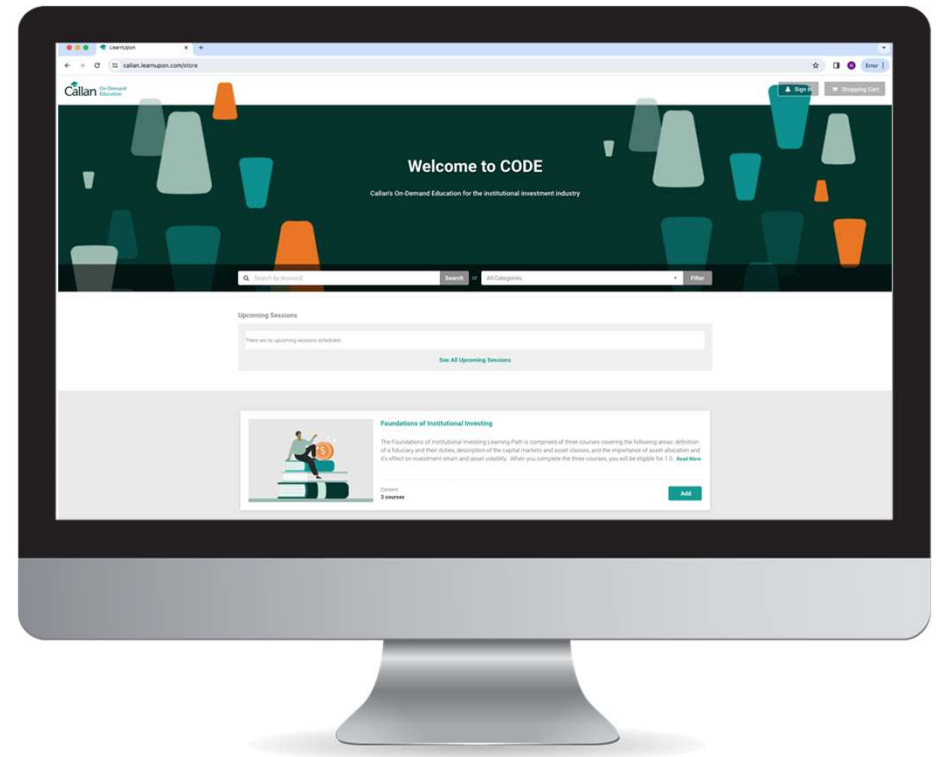 LearnUpon
callan.learnupon.com/store
Error
Callan On-Demand
Education
Sign in
Shopping Cart
Welcome to CODE
Callan's On-Demand Education for the institutional investment industry
Search by keyword
Search
or
All Categories
Filter
Upcoming Sessions
There are no upcoming sessions scheduled
See All Upcoming Sessions
Foundations of Institutional Investing
The Foundations of Institutional Investing Learning Path is comprised of three courses covering the following areas: definition
of a fiduciary and their duties, description of the capital markets and asset classes, and the importance of asset allocation and
it's effect on investment return and asset volatility. When you complete the three courses, you will be eligible for 1.0. Read More
Content
3 courses
Add